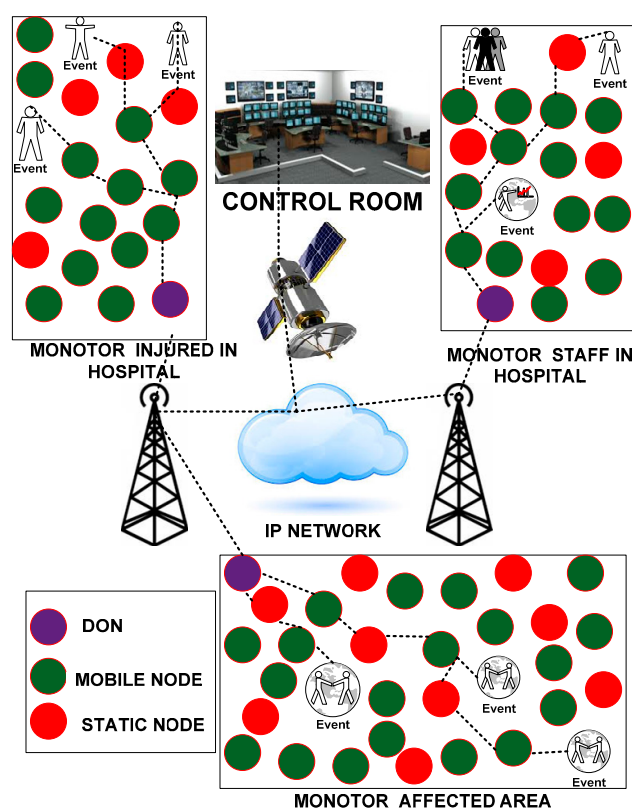 Event
Event
Event
Event
Event
Event
CONTROL ROOM
MONOTOR  INJURED IN
HOSPITAL
MONOTOR  STAFF IN
HOSPITAL
IP NETWORK
DON
MOBILE NODE
STATIC NODE
Event
Event
Event
MONOTOR  AFFECTED AREA